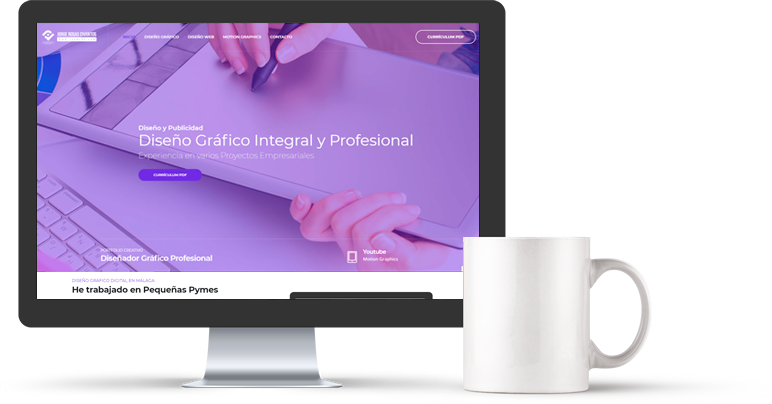 INICIO DISEÑO GRÁFICO DISEÑO WEB MOTION GRAPHICS CONTACTO CURRÍCULUM PDF
Diseño y Publicidad
Diseño Gráfico Integral y Profesional
Experiencia en varios Proyectos Empresariales
CURRÍCULUM PDF
PORTFOLIO CREATIVO
Diseñador Gráfico Profesional
Youtube
Motion Graphics
DISEÑO GRÁFICO DIGITAL EN MÁLAGA
He trabajado en Pequeñas Pymes